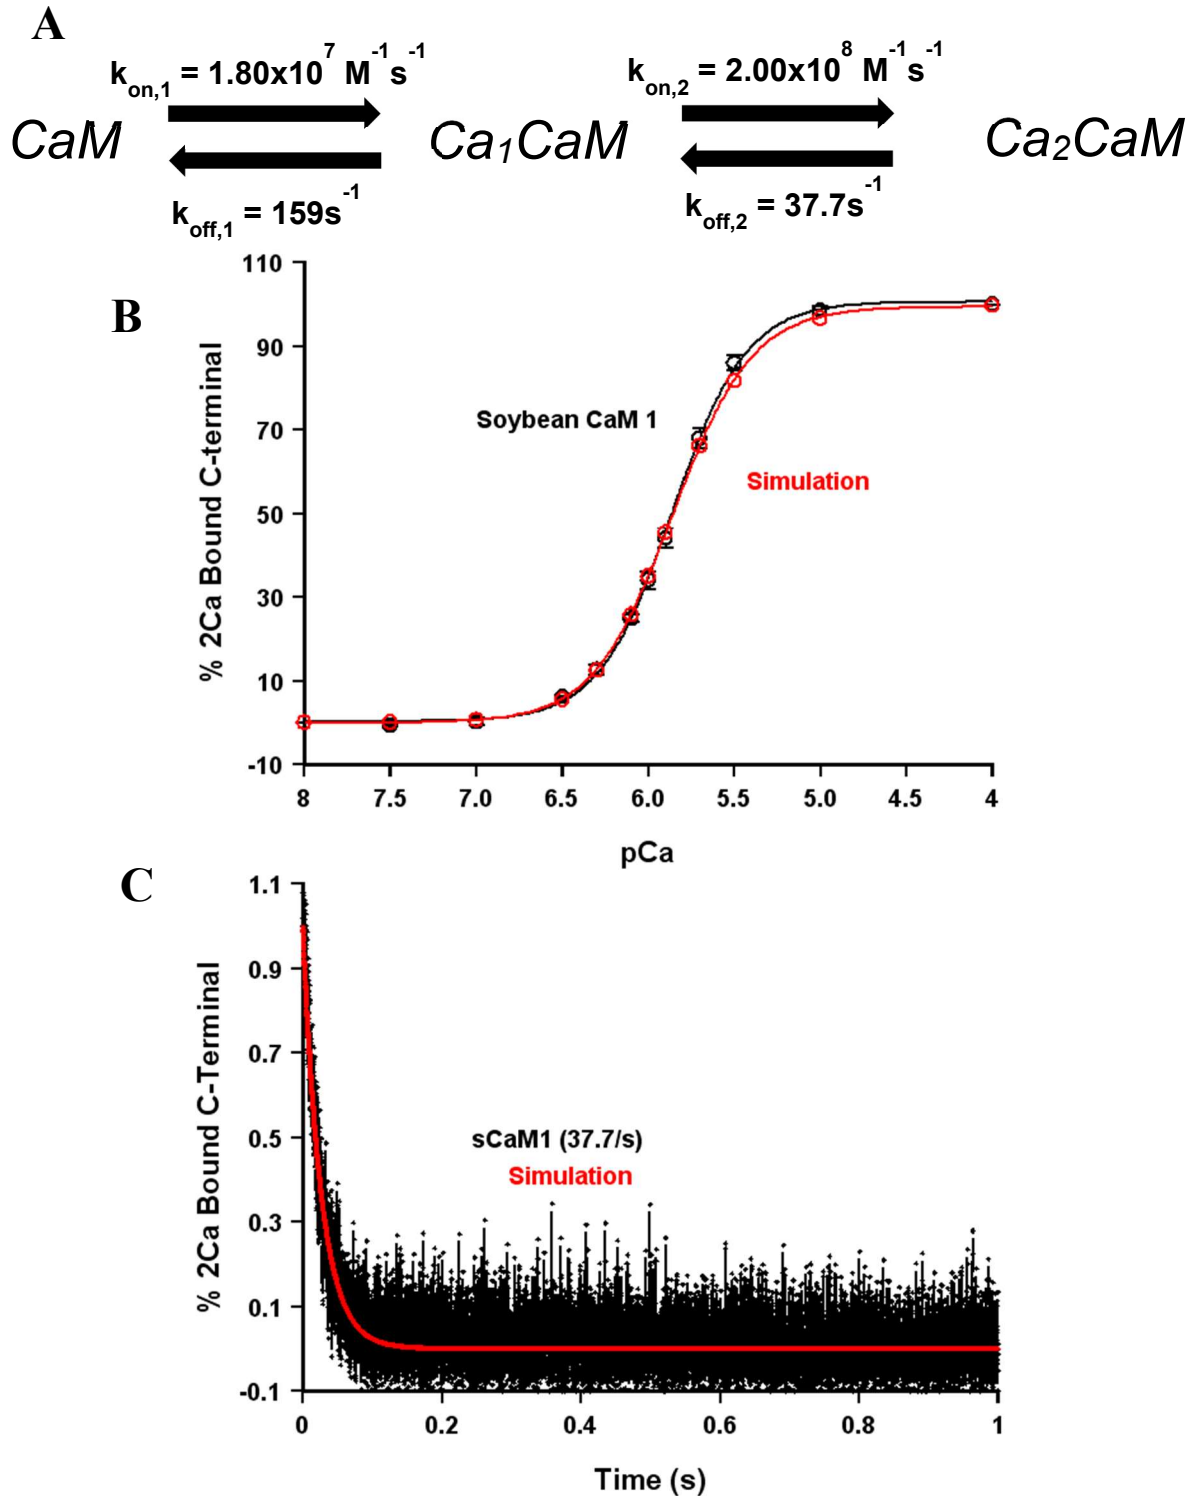 A
k_on,1 = 1.80x10^7 M^-1 s^-1
k_on,2 = 2.00x10^8 M^-1 s^-1
CaM
Ca₁CaM
Ca₂CaM
k_off,1 = 159s^-1
k_off,2 = 37.7s^-1
B
% 2Ca Bound C-terminal
110
90
70
50
30
10
-10
Soybean CaM 1
Simulation
8 7.5 7.0 6.5 6.0 5.5 5.0 4.5 4
pCa
C
% 2Ca Bound C-Terminal
1.1
0.9
0.7
0.5
0.3
0.1
-0.1
sCaM1 (37.7/s)
Simulation
0 0.2 0.4 0.6 0.8 1
Time (s)